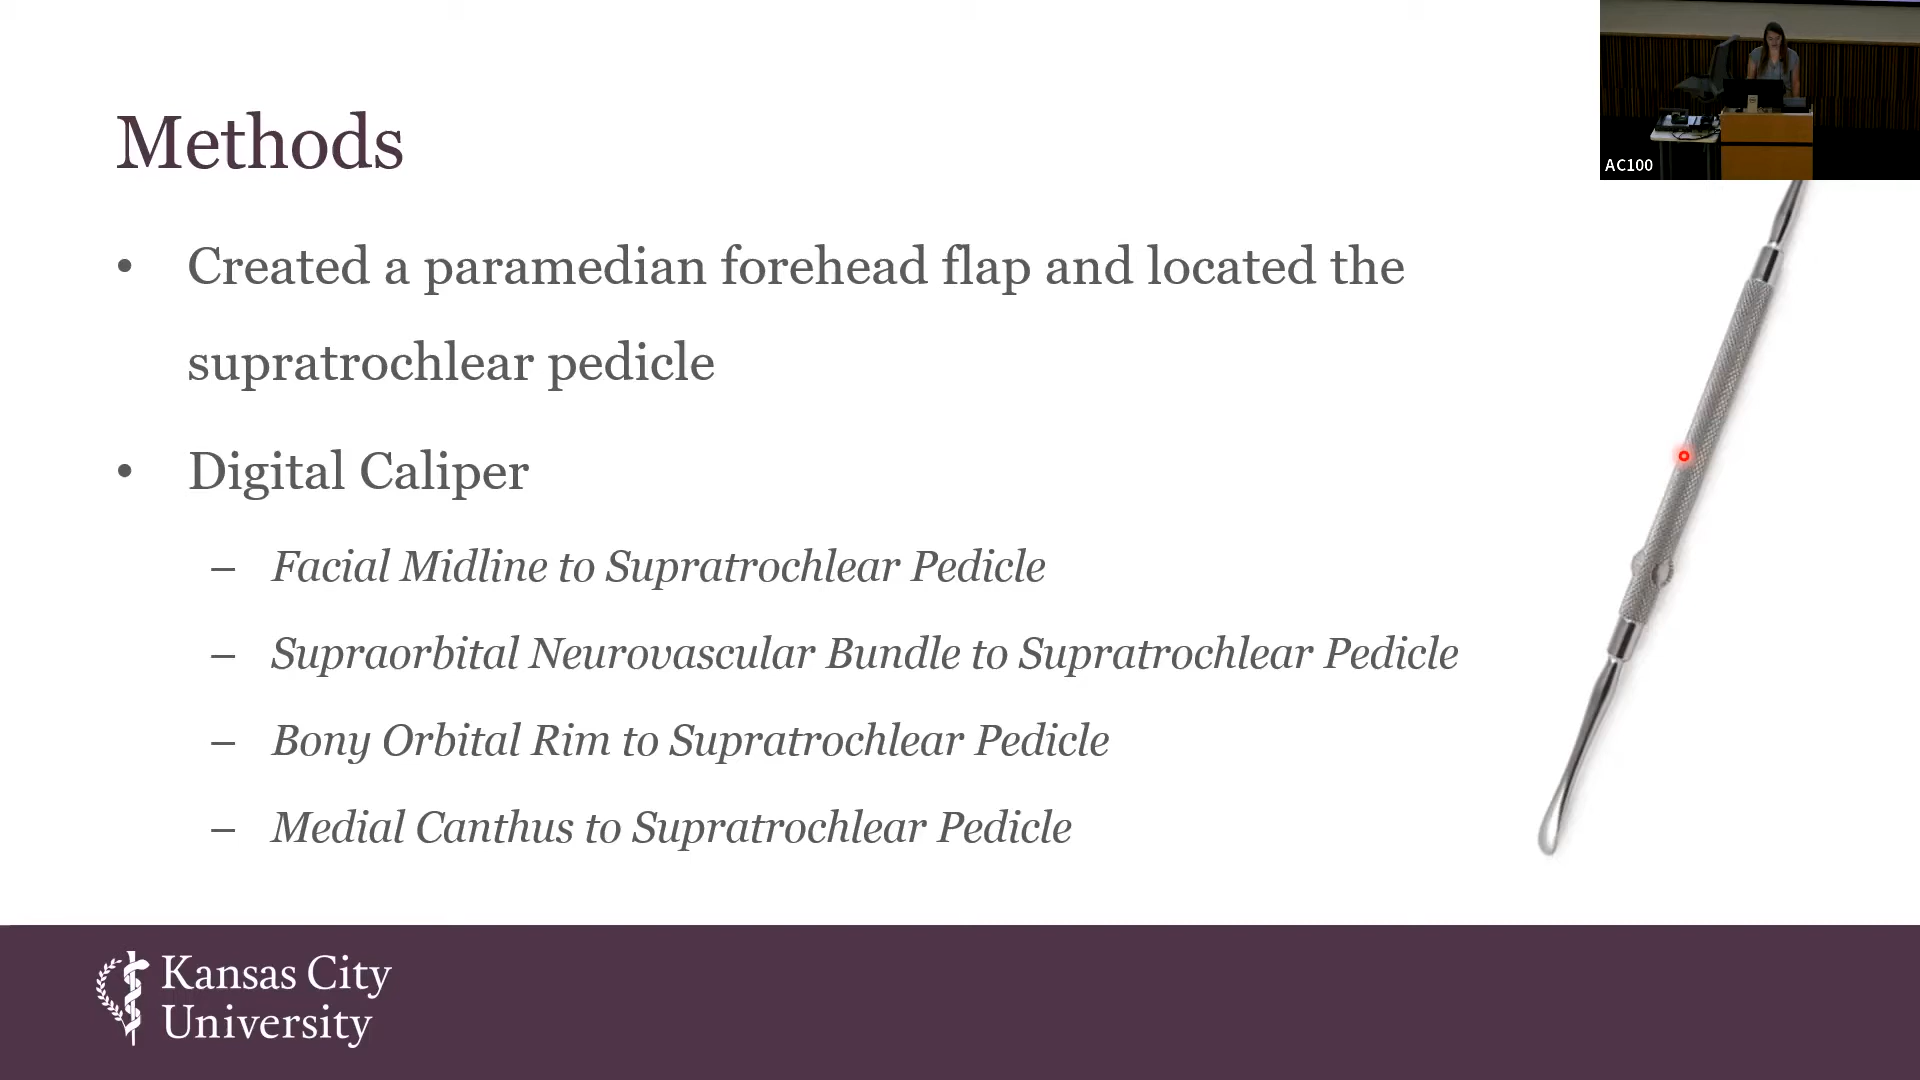 AC100
Methods
• Created a paramedian forehead flap and located the
supratrochlear pedicle
• Digital Caliper
– Facial Midline to Supratrochlear Pedicle
– Supraorbital Neurovascular Bundle to Supratrochlear Pedicle
– Bony Orbital Rim to Supratrochlear Pedicle
– Medial Canthus to Supratrochlear Pedicle
Kansas City
University